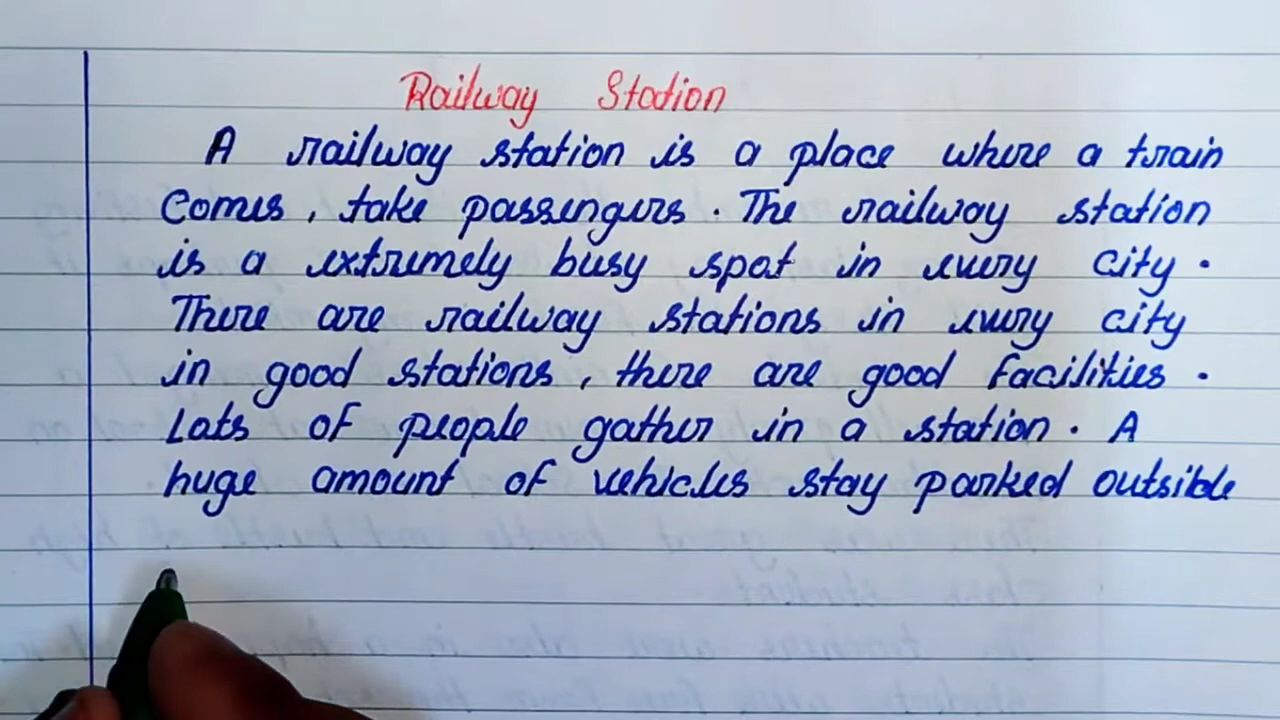 Railway Station
A railway station is a place where a train
comes, take passengers. The railway station
is a extremely busy spot in every city.
There are railway stations in every city
in good stations, there are good facilities.
Lots of people gather in a station. A
huge amount of vehicles stay parked outsible